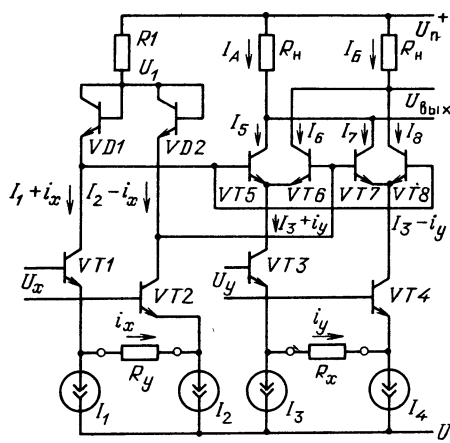 Uп +
R1
U1
IА
Rн
IБ
Rн
Uвых
I5
I6
I7
I8
VD1
VD2
I1+ix
I2−ix
VT5
VT6
VT7
VT8
I3+iy
I3−iy
VT1
Ux
VT2
VT3
Uy
VT4
ix
Ry
iy
Rx
I1
I2
I3
I4
U